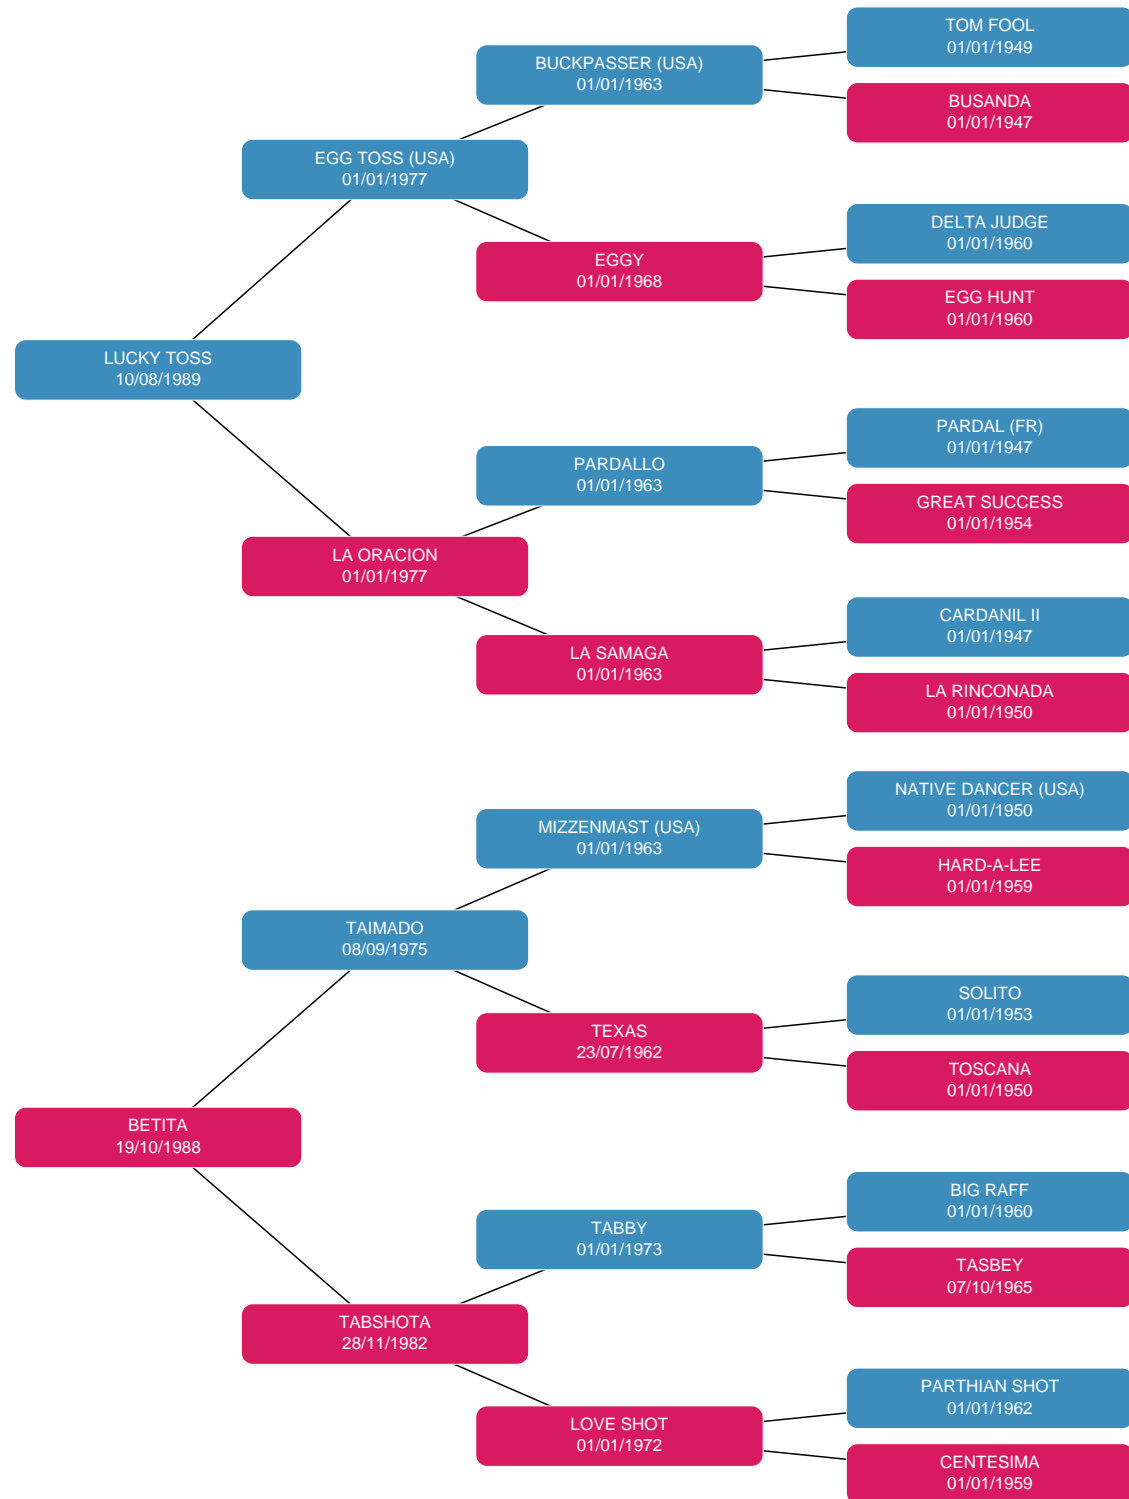 TOM FOOL
01/01/1949
BUCKPASSER (USA)
01/01/1963
BUSANDA
01/01/1947
EGG TOSS (USA)
01/01/1977
DELTA JUDGE
01/01/1960
EGGY
01/01/1968
EGG HUNT
01/01/1960
LUCKY TOSS
10/08/1989
PARDAL (FR)
01/01/1947
PARDALLO
01/01/1963
GREAT SUCCESS
01/01/1954
LA ORACION
01/01/1977
CARDANIL II
01/01/1947
LA SAMAGA
01/01/1963
LA RINCONADA
01/01/1950
NATIVE DANCER (USA)
01/01/1950
MIZZENMAST (USA)
01/01/1963
HARD-A-LEE
01/01/1959
TAIMADO
08/09/1975
SOLITO
01/01/1953
TEXAS
23/07/1962
TOSCANA
01/01/1950
BETITA
19/10/1988
BIG RAFF
01/01/1960
TABBY
01/01/1973
TASBEY
07/10/1965
TABSHOTA
28/11/1982
PARTHIAN SHOT
01/01/1962
LOVE SHOT
01/01/1972
CENTESIMA
01/01/1959